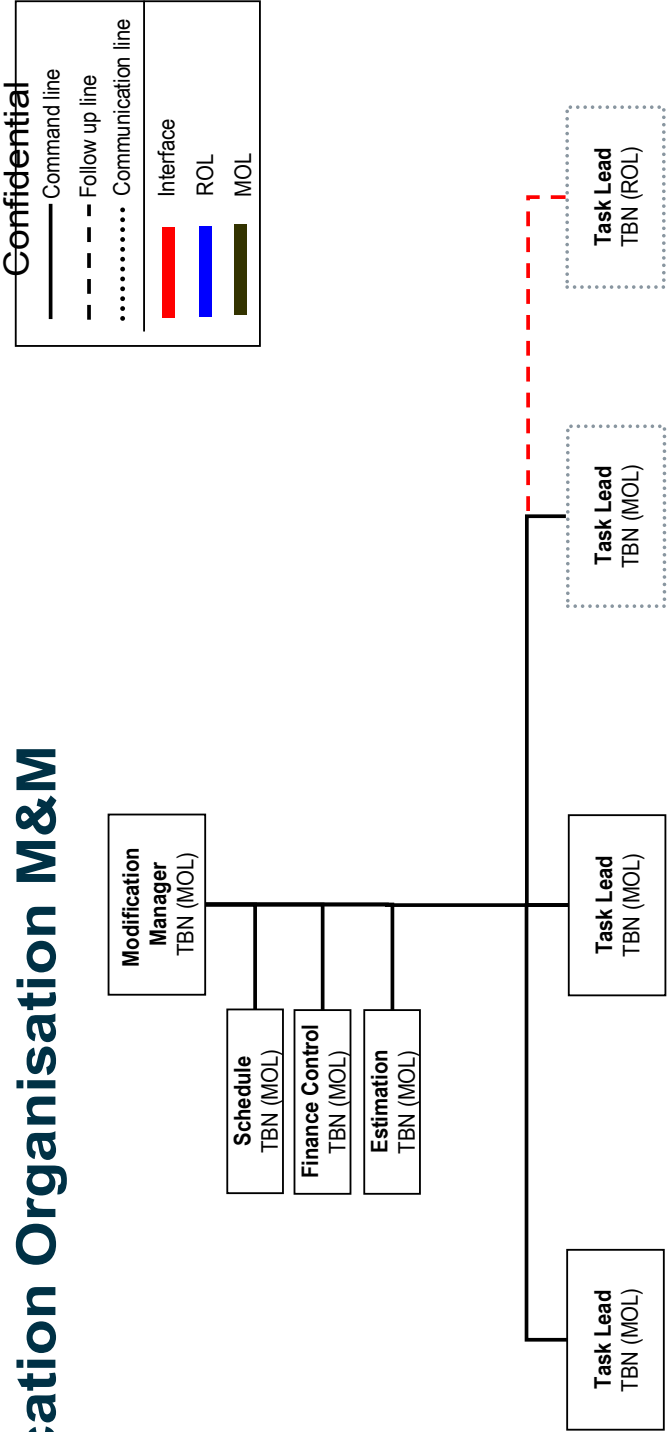 Confidential
cation Organisation M&M
Command line
Follow up line
Communication line
Interface
ROL
MOL
Modification
Manager
TBN (MOL)
Schedule
TBN (MOL)
Finance Control
TBN (MOL)
Estimation
TBN (MOL)
Task Lead
TBN (MOL)
Task Lead
TBN (MOL)
Task Lead
TBN (MOL)
Task Lead
TBN (ROL)